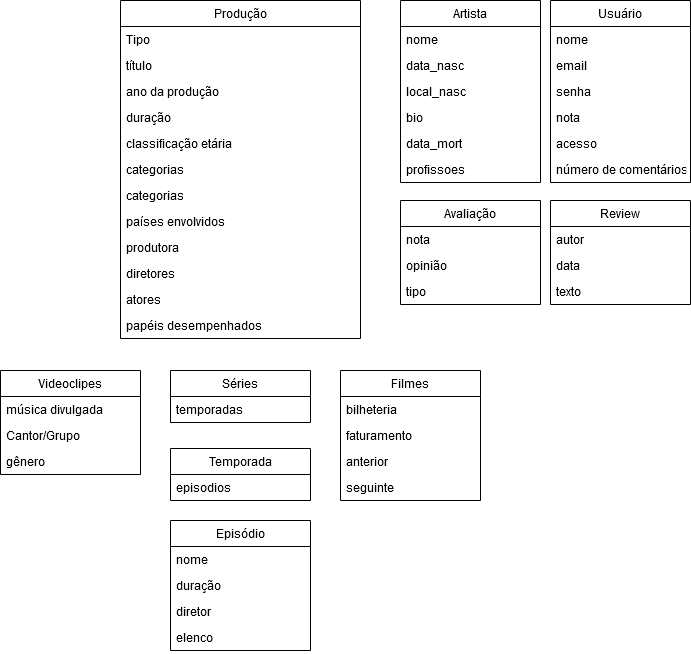 Produção
Tipo
título
ano da produção
duração
classificação etária
categorias
categorias
países envolvidos
produtora
diretores
atores
papéis desempenhados
Artista
nome
data_nasc
local_nasc
bio
data_mort
profissoes
Usuário
nome
email
senha
nota
acesso
número de comentários
Avaliação
nota
opinião
tipo
Review
autor
data
texto
Videoclipes
música divulgada
Cantor/Grupo
gênero
Séries
temporadas
Temporada
episodios
Episódio
nome
duração
diretor
elenco
Filmes
bilheteria
faturamento
anterior
seguinte